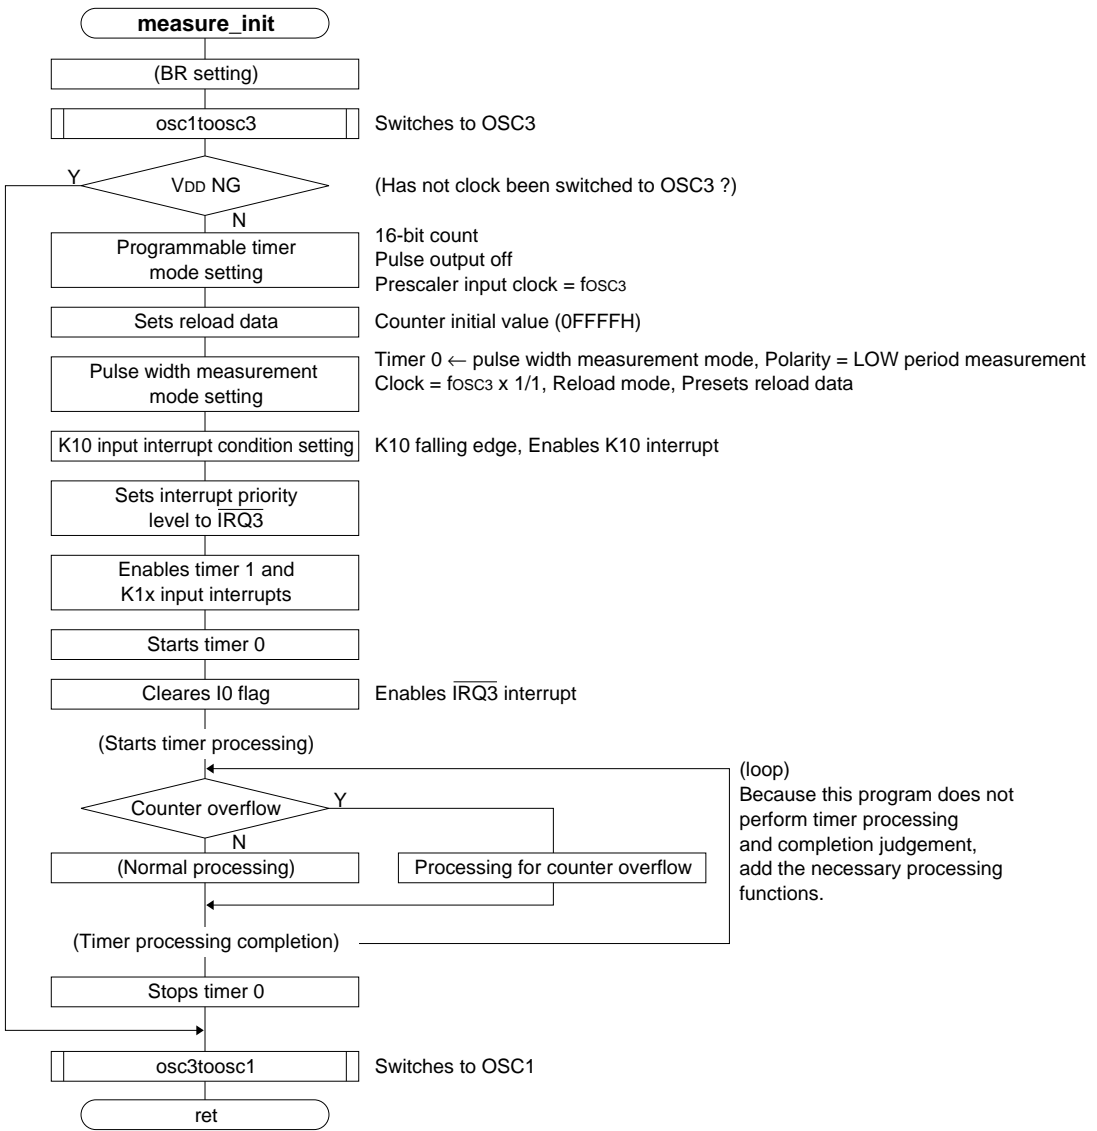 measure_init
(BR setting)
osc1toosc3
Switches to OSC3
Y
VDD NG
(Has not clock been switched to OSC3 ?)
N
Programmable timer
mode setting
16-bit count
Pulse output off
Prescaler input clock = fOSC3
Sets reload data
Counter initial value (0FFFFH)
Pulse width measurement
mode setting
Timer 0 ← pulse width measurement mode, Polarity = LOW period measurement
Clock = fOSC3 x 1/1, Reload mode, Presets reload data
K10 input interrupt condition setting
K10 falling edge, Enables K10 interrupt
Sets interrupt priority
level to I̅R̅Q̅3̅
Enables timer 1 and
K1x input interrupts
Starts timer 0
Cleares I0 flag
Enables I̅R̅Q̅3̅ interrupt
(Starts timer processing)
Counter overflow
Y
N
(Normal processing)
Processing for counter overflow
(loop)
Because this program does not
perform timer processing
and completion judgement,
add the necessary processing
functions.
(Timer processing completion)
Stops timer 0
osc3toosc1
Switches to OSC1
ret